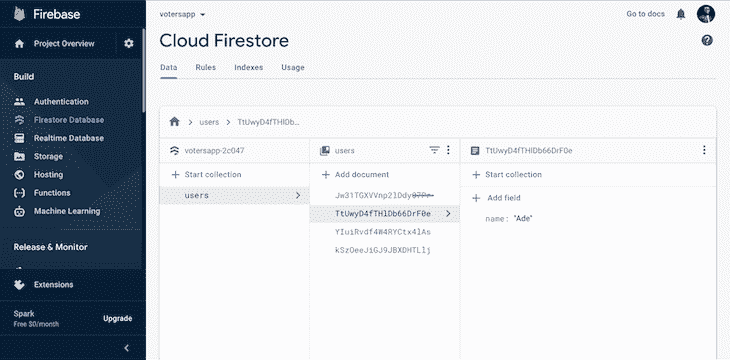 Firebase
votersapp
Go to docs
Project Overview
Cloud Firestore
Data Rules Indexes Usage
Build
Authentication
Firestore Database
Realtime Database
Storage
Hosting
Functions
Machine Learning
Release & Monitor
Extensions
Spark
Free $0/month
Upgrade
users
TtUwyD4fTHlDb...
votersapp-2c047
Start collection
users
users
Add document
TtUwyD4fTHlDb66DrF0e
YIuiRvdf4W4RYCtx4lAs
kSzOeeJiGJ9JBXDHTLlj
TtUwyD4fTHlDb66DrF0e
Start collection
Add field
name: "Ade"